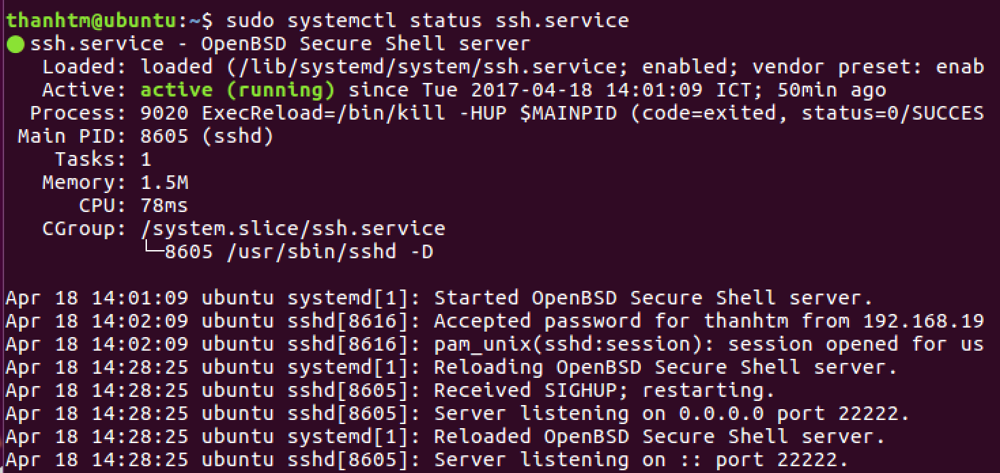 thanhtm@ubuntu:~$ sudo systemctl status ssh.service
● ssh.service - OpenBSD Secure Shell server
   Loaded: loaded (/lib/systemd/system/ssh.service; enabled; vendor preset: enab
   Active: active (running) since Tue 2017-04-18 14:01:09 ICT; 50min ago
  Process: 9020 ExecReload=/bin/kill -HUP $MAINPID (code=exited, status=0/SUCCES
 Main PID: 8605 (sshd)
    Tasks: 1
   Memory: 1.5M
      CPU: 78ms
   CGroup: /system.slice/ssh.service
           └─8605 /usr/sbin/sshd -D
Apr 18 14:01:09 ubuntu systemd[1]: Started OpenBSD Secure Shell server.
Apr 18 14:02:09 ubuntu sshd[8616]: Accepted password for thanhtm from 192.168.19
Apr 18 14:02:09 ubuntu sshd[8616]: pam_unix(sshd:session): session opened for us
Apr 18 14:28:25 ubuntu systemd[1]: Reloading OpenBSD Secure Shell server.
Apr 18 14:28:25 ubuntu sshd[8605]: Received SIGHUP; restarting.
Apr 18 14:28:25 ubuntu sshd[8605]: Server listening on 0.0.0.0 port 22222.
Apr 18 14:28:25 ubuntu systemd[1]: Reloaded OpenBSD Secure Shell server.
Apr 18 14:28:25 ubuntu sshd[8605]: Server listening on :: port 22222.